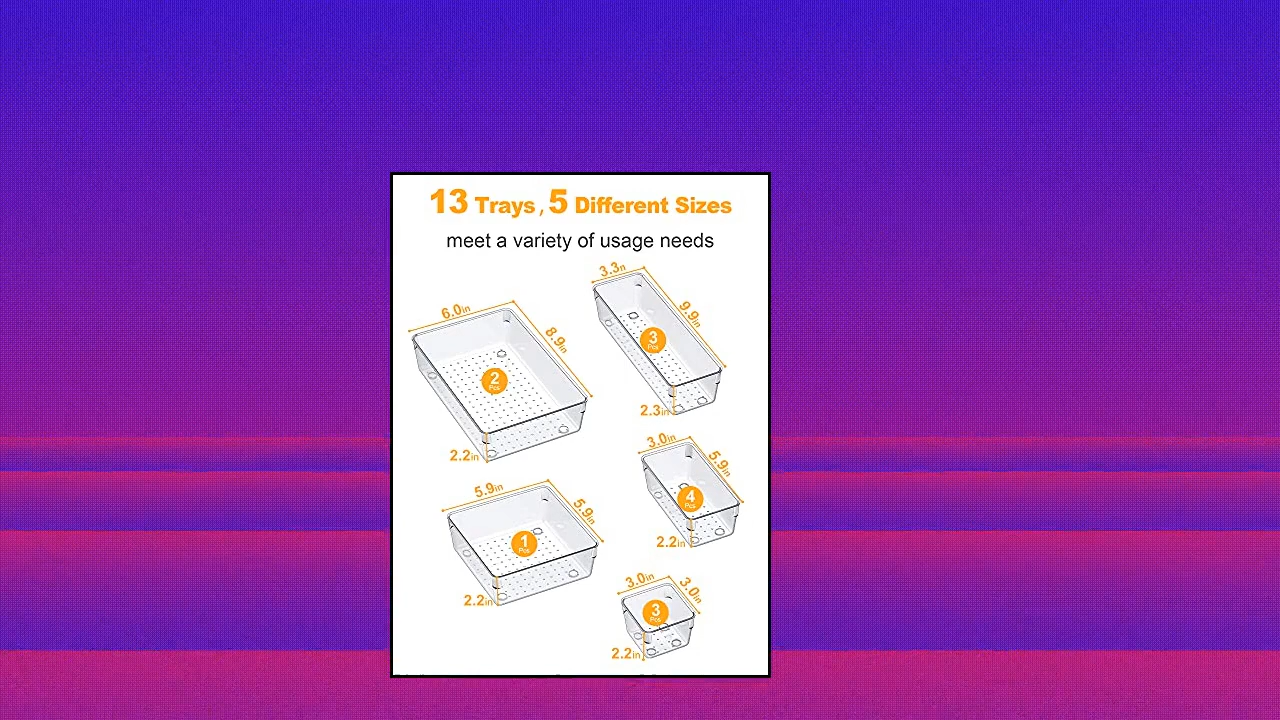 13 Trays, 5 Different Sizes
meet a variety of usage needs
3.3in
9.9in
3 Pcs
2.3in
6.0in
8.9in
2 Pcs
2.2in
3.0in
5.9in
4 Pcs
2.2in
5.9in
5.9in
1 Pcs
2.2in
3.0in
3.0in
3 Pcs
2.2in